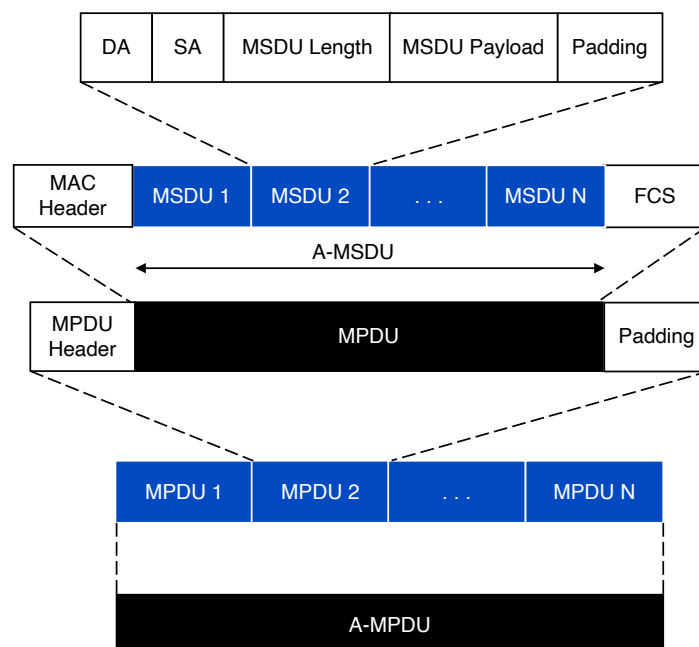 DA SA MSDU Length MSDU Payload Padding
MAC
Header
MSDU 1 MSDU 2 . . . MSDU N FCS
A-MSDU
MPDU
Header
MPDU Padding
MPDU 1 MPDU 2 . . . MPDU N
A-MPDU